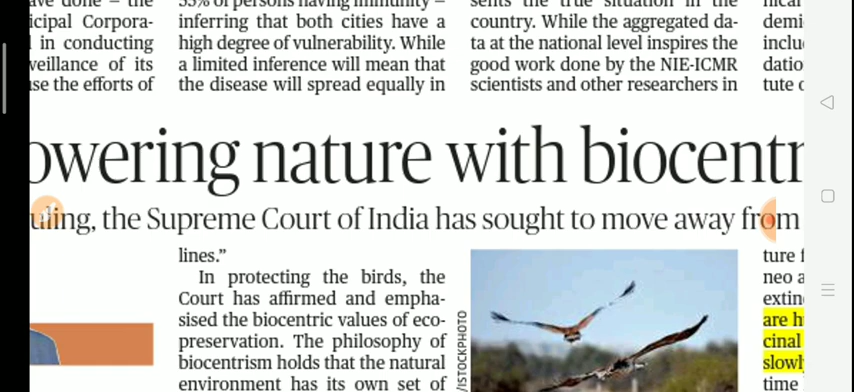 icipal Corpora-
in conducting
veillance of its
use the efforts of
55% of persons having immunity –
inferring that both cities have a
high degree of vulnerability. While
a limited inference will mean that
the disease will spread equally in
sents the true situation in the
country. While the aggregated da-
ta at the national level inspires the
good work done by the NIE-ICMR
scientists and other researchers in
demi
inclu
datio
tute o
owering nature with biocentr
uling, the Supreme Court of India has sought to move away from
lines.”
In protecting the birds, the
Court has affirmed and empha-
sised the biocentric values of eco-
preservation. The philosophy of
biocentrism holds that the natural
environment has its own set of
/ISTOCKPHOTO
ture f
neo a
extin
are h
cinal
slowl
time